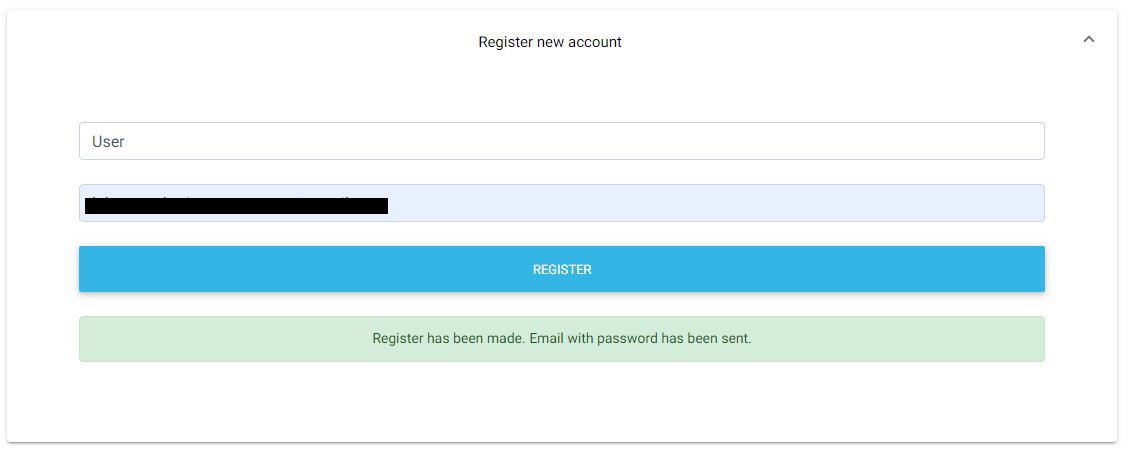 Register new account
User
REGISTER
Register has been made. Email with password has been sent.